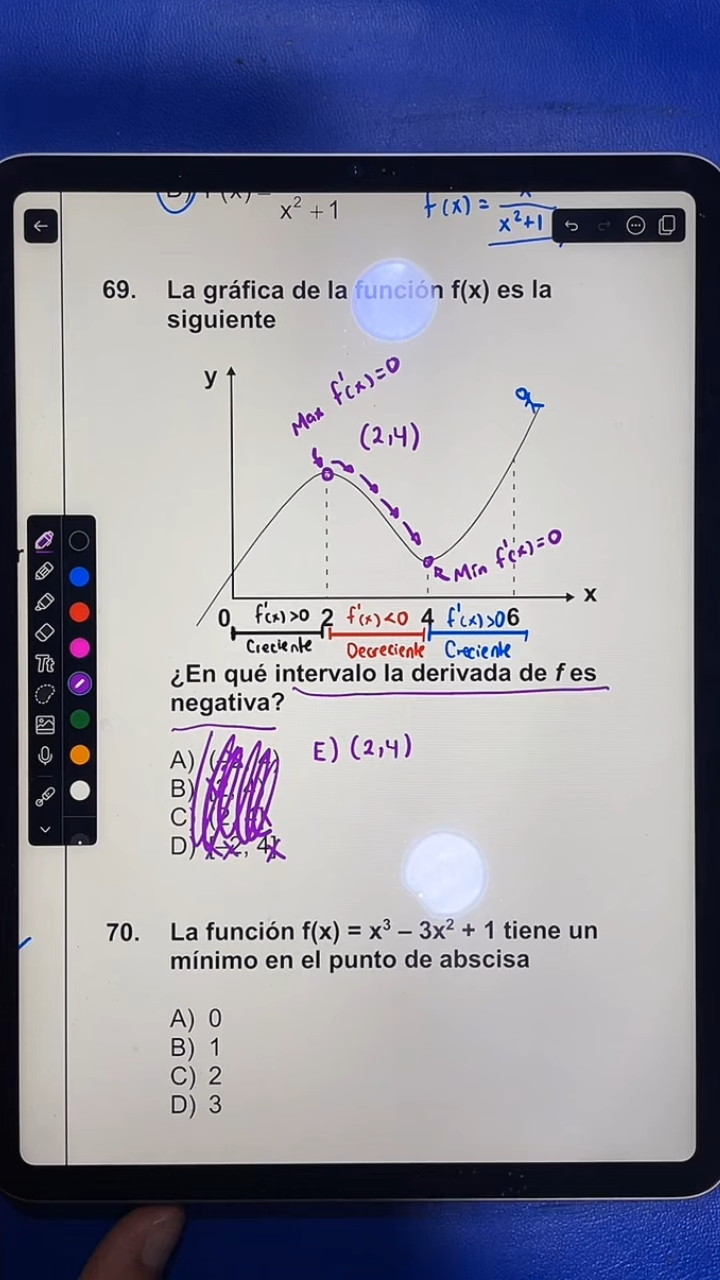 x² + 1
f(x) = x
x²+1
69. La gráfica de la función f(x) es la
siguiente
y
Max f'(x)=0
(2,4)
Min f'(x)=0
x
0 f'(x)>0 2 f'(x)<0 4 f'(x)>0 6
Creciente Decreciente Creciente
¿En qué intervalo la derivada de f es
negativa?
A)
E) (2,4)
B)
C
D) [–2, 4]
70. La función f(x) = x³ – 3x² + 1 tiene un
mínimo en el punto de abscisa
A) 0
B) 1
C) 2
D) 3
Tt